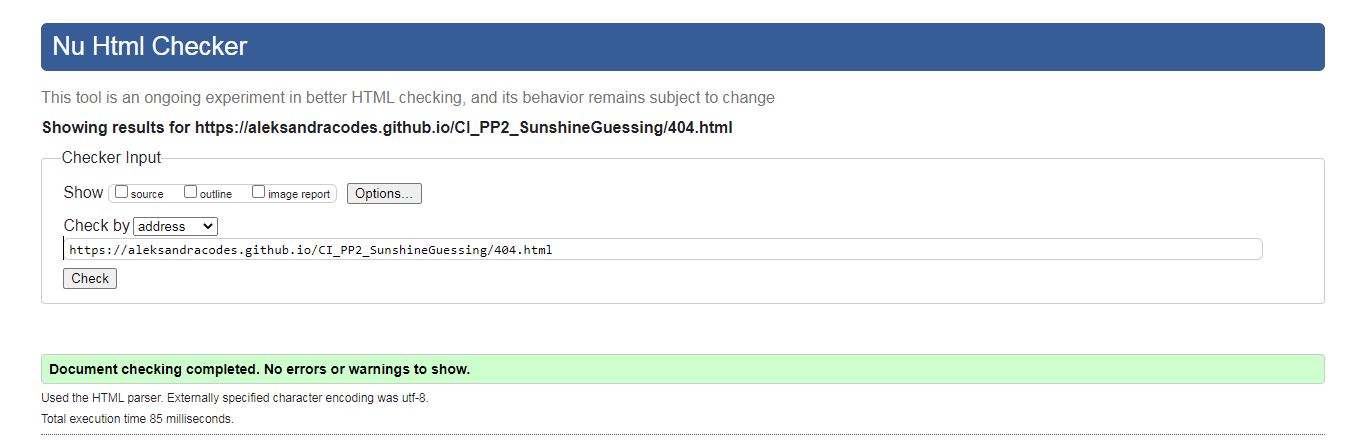 Nu Html Checker
This tool is an ongoing experiment in better HTML checking, and its behavior remains subject to change
Showing results for https://aleksandracodes.github.io/CI_PP2_SunshineGuessing/404.html
Checker Input
Show source outline image report Options...
Check by address
https://aleksandracodes.github.io/CI_PP2_SunshineGuessing/404.html
Check
Document checking completed. No errors or warnings to show.
Used the HTML parser. Externally specified character encoding was utf-8.
Total execution time 85 milliseconds.